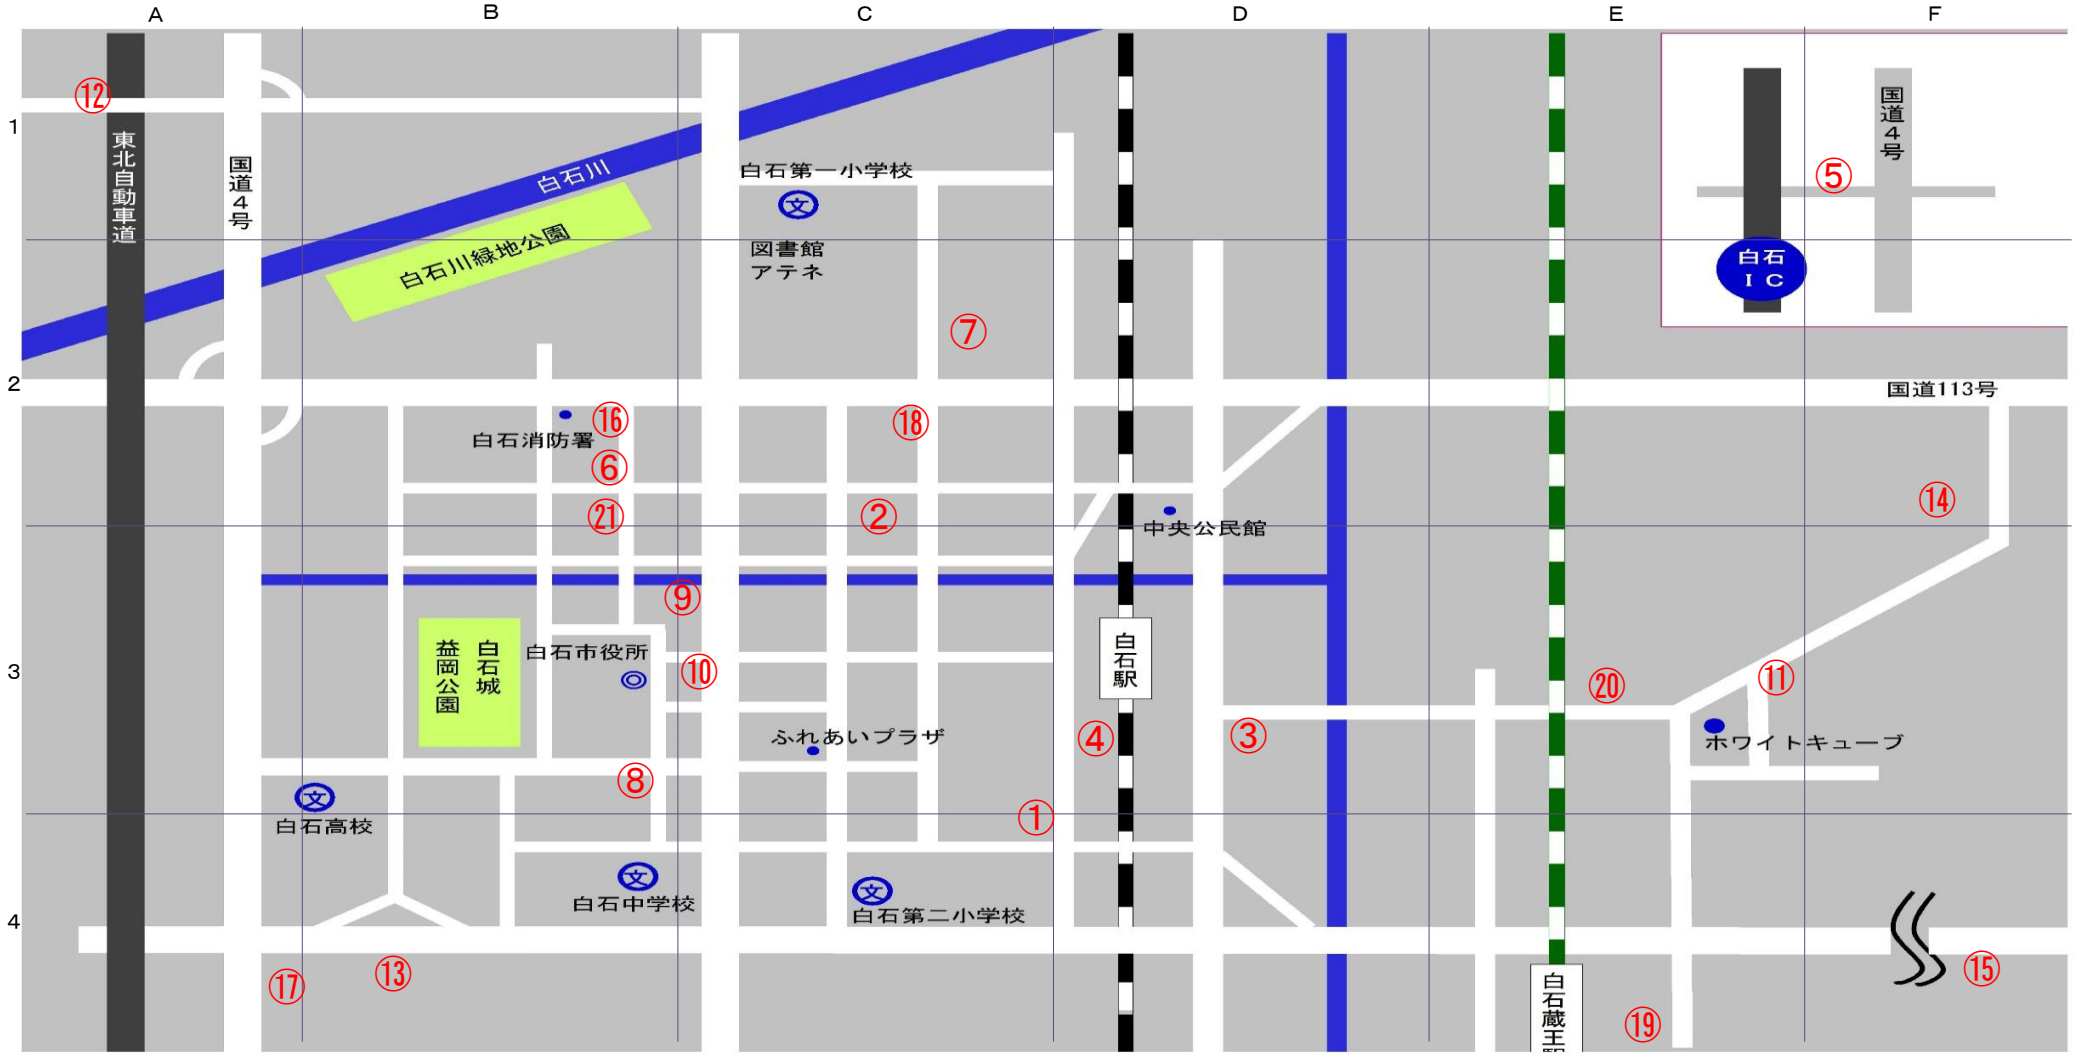 A
B
C
D
E
F
1
2
3
4
⑫
東北自動車道
国道4号
白石川
白石川緑地公園
白石第一小学校
文
図書館
アテネ
⑦
国道4号
⑤
白石
IC
国道113号
白石消防署
⑯
⑥
㉑
⑱
②
中央公民館
⑭
⑨
白石城
益岡公園
白石市役所
⑩
白石駅
⑳
⑪
ふれあいプラザ
④
③
ホワイトキューブ
⑧
文
白石高校
①
文
白石中学校
文
白石第二小学校
⑰
⑬
⑮
白石蔵王駅
⑲